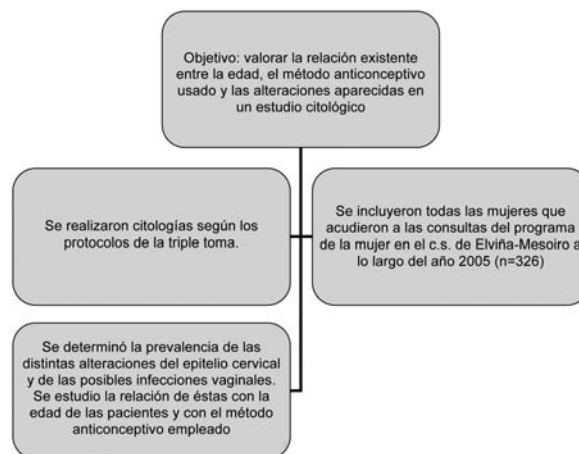 Objetivo: valorar la relación existente
entre la edad, el método anticonceptivo
usado y las alteraciones aparecidas en
un estudio citológico
Se realizaron citologías según los
protocolos de la triple toma.
Se incluyeron todas las mujeres que
acudieron a las consultas del programa
de la mujer en el c.s. de Elviña-Mesoiro a
lo largo del año 2005 (n=326)
Se determinó la prevalencia de las
distintas alteraciones del epitelio cervical
y de las posibles infecciones vaginales.
Se estudio la relación de éstas con la
edad de las pacientes y con el método
anticonceptivo empleado